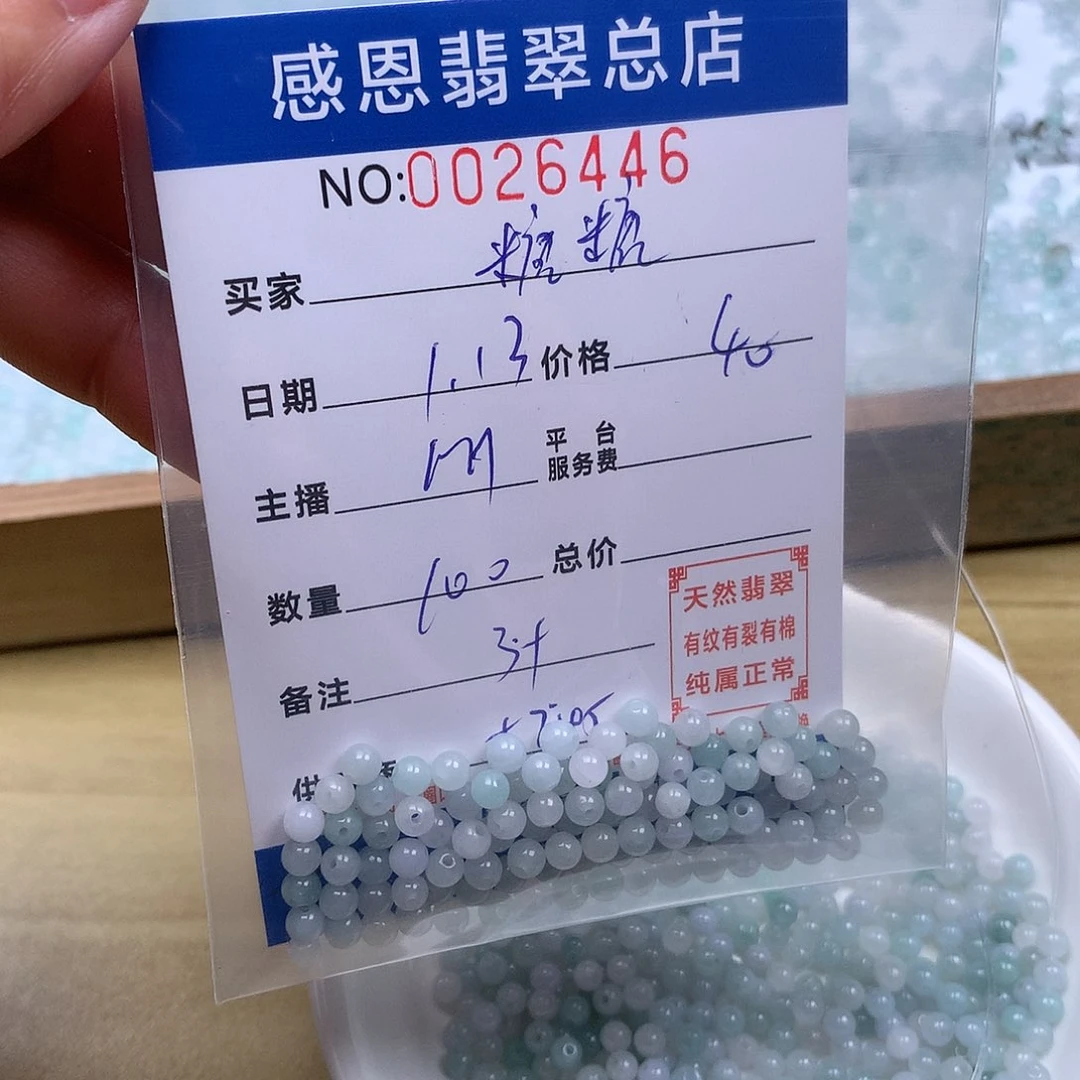 感恩翡翠总店
NO:0026446
买家 糖糖
日期 1.13 价格 40
主播 平台服务费
数量 100 总价
备注
天然翡翠
有纹有裂有棉
纯属正常
供